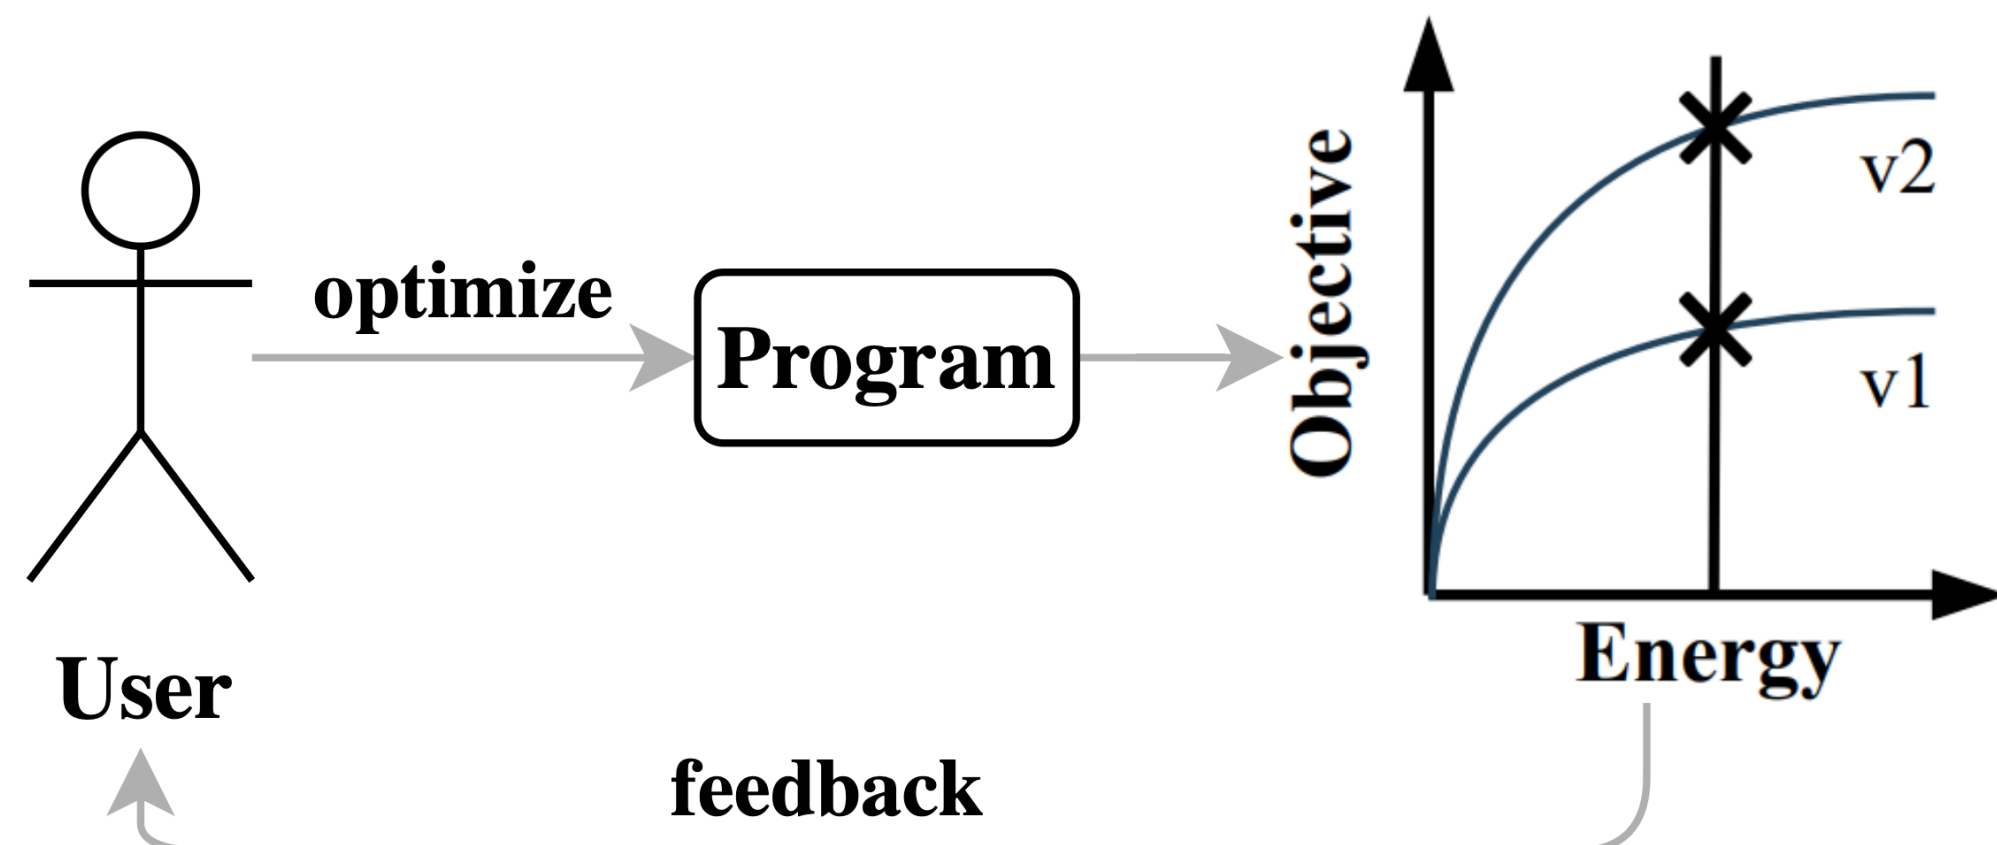 optimize
Program
User
feedback
Objective
v2
v1
Energy